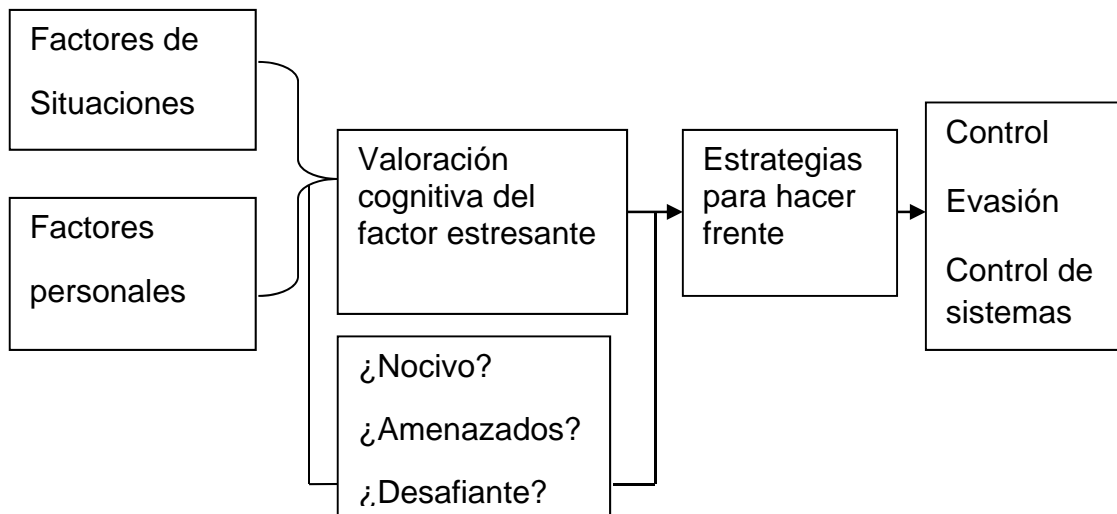 Factores de
Situaciones
Factores
personales
Valoración
cognitiva del
factor estresante
¿Nocivo?
¿Amenazados?
¿Desafiante?
Estrategias
para hacer
frente
Control
Evasión
Control de
sistemas